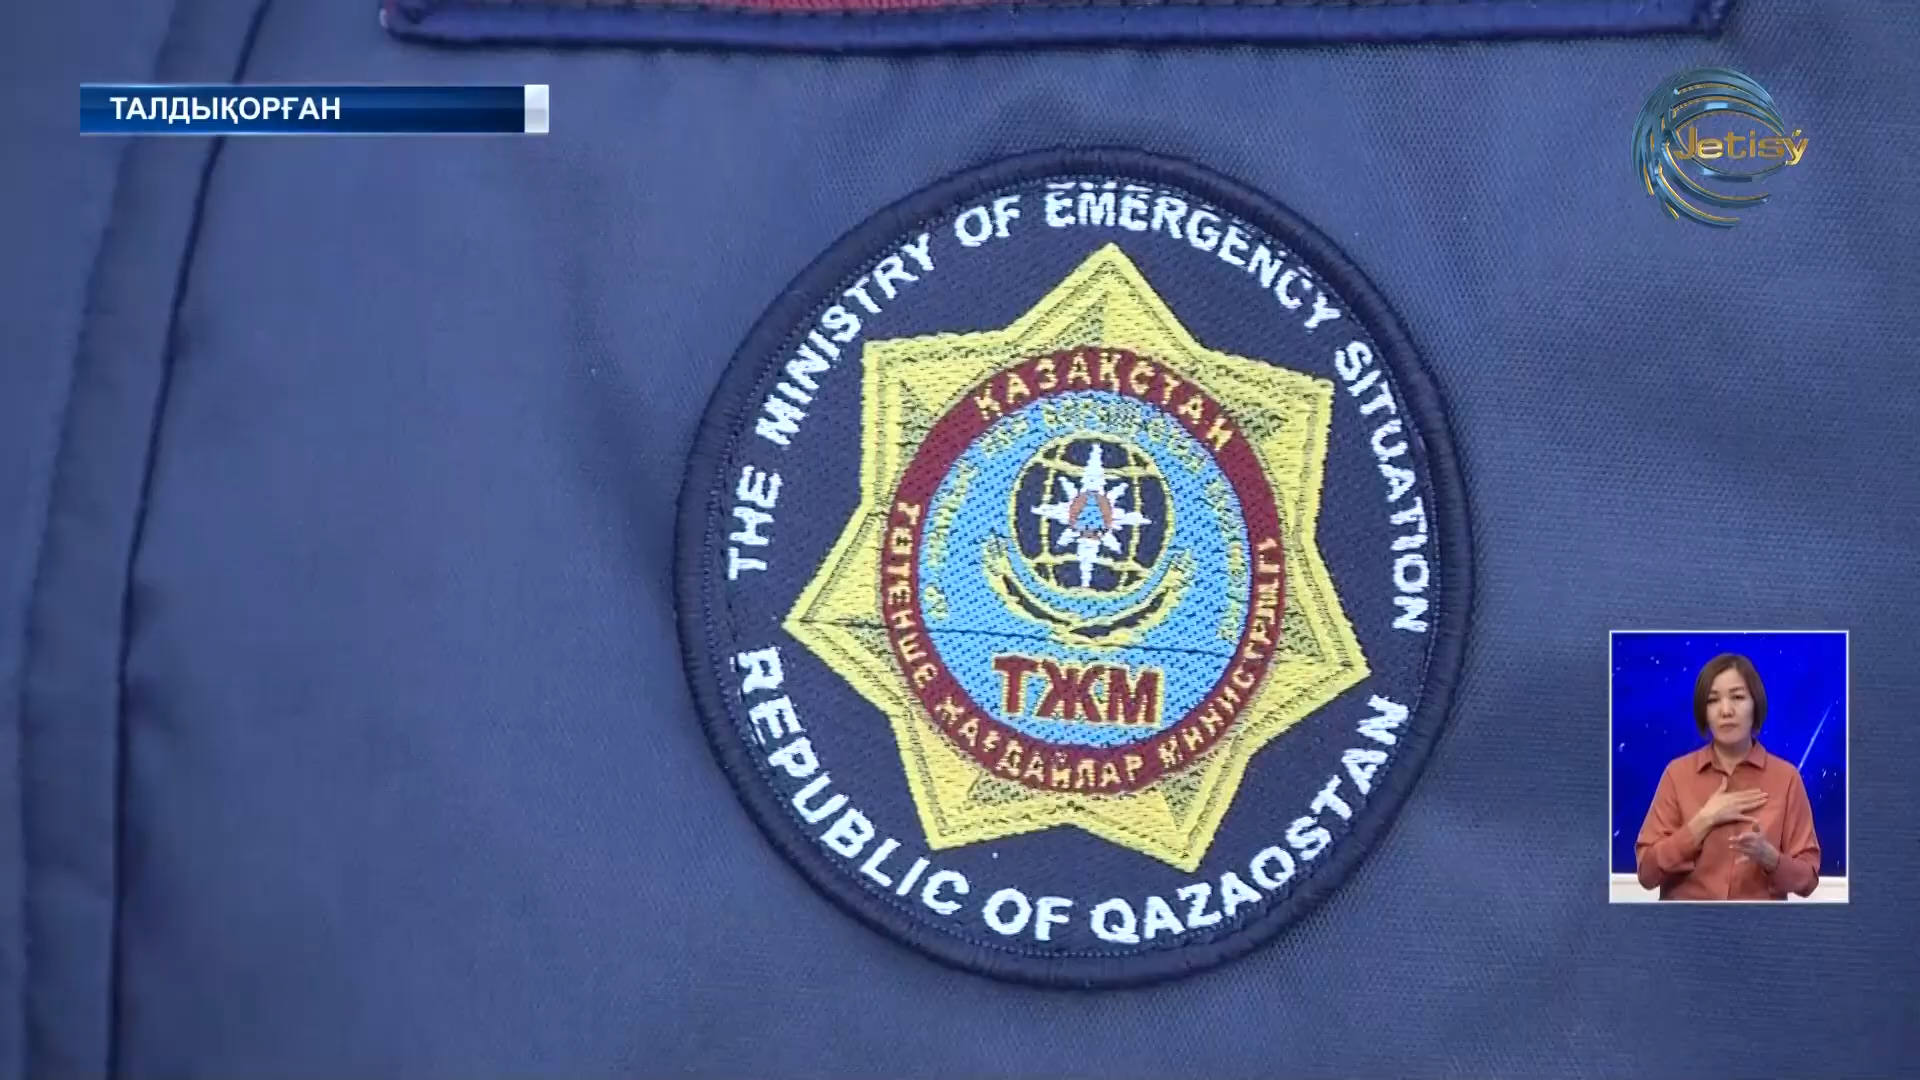 ТАЛДЫҚОРҒАН
Jetisý
THE MINISTRY OF EMERGENCY SITUATION
REPUBLIC OF QAZAQSTAN
ҚАЗАҚСТАН
ТӨТЕНШЕ ЖАҒДАЙЛАР МИНИСТРЛІГІ
ТЖМ